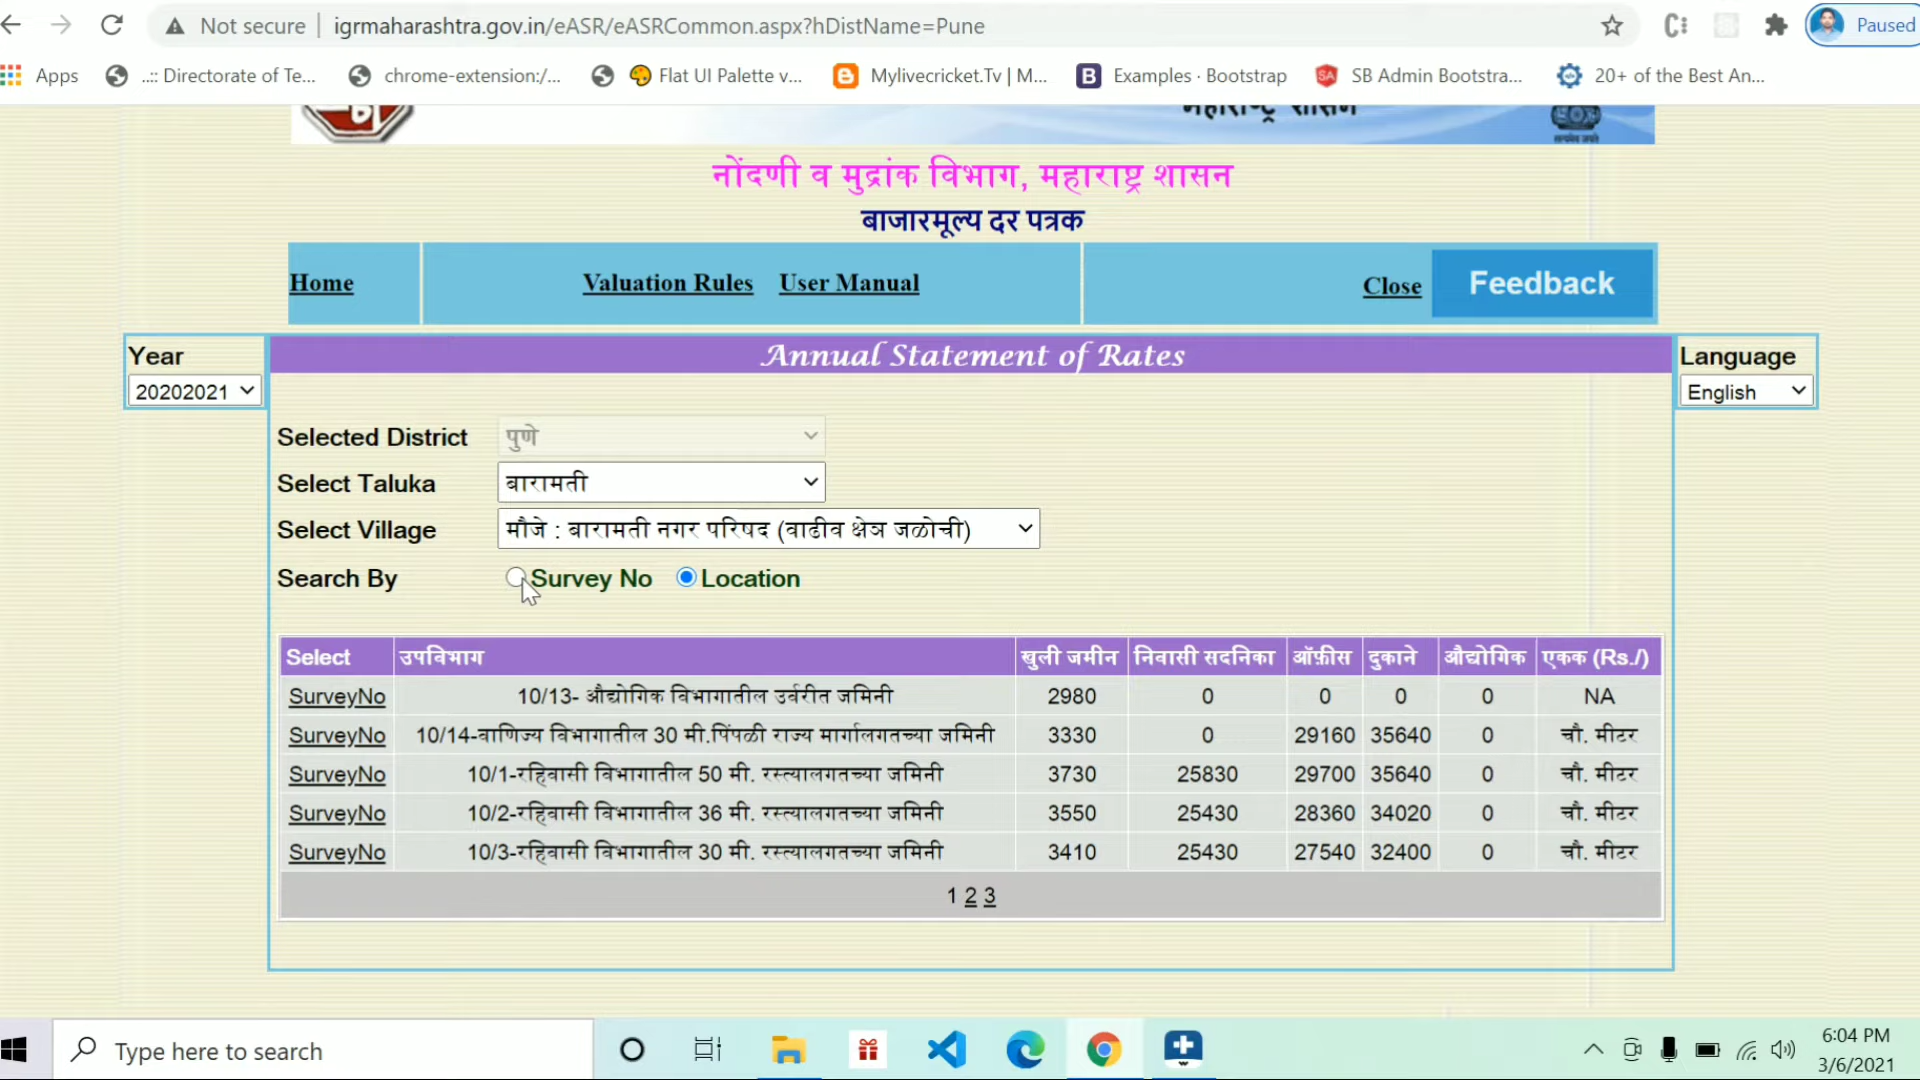 Not secure | igrmaharashtra.gov.in/eASR/eASRCommon.aspx?hDistName=Pune Paused
Apps ..:: Directorate of Te... chrome-extension:/... Flat UI Palette v... Mylivecricket.Tv | M... Examples · Bootstrap SB Admin Bootstra... 20+ of the Best An...
महाराष्ट्र शासन
नोंदणी व मुद्रांक विभाग, महाराष्ट्र शासन
बाजारमूल्य दर पत्रक
Home Valuation Rules User Manual Close Feedback
Year Annual Statement of Rates Language
20202021 English
Selected District पुणे
Select Taluka बारामती
Select Village मौजे : बारामती नगर परिषद (वाढीव क्षेञ जळोची)
Search By Survey No Location
Select उपविभाग खुली जमीन निवासी सदनिका ऑफ़ीस दुकाने औद्योगिक एकक (Rs./)
SurveyNo 10/13- औद्योगिक विभागातील उर्वरीत जमिनी 2980 0 0 0 0 NA
SurveyNo 10/14-वाणिज्य विभागातील 30 मी.पिंपळी राज्य मार्गालगतच्या जमिनी 3330 0 29160 35640 0 चौ. मीटर
SurveyNo 10/1-रहिवासी विभागातील 50 मी. रस्त्यालगतच्या जमिनी 3730 25830 29700 35640 0 चौ. मीटर
SurveyNo 10/2-रहिवासी विभागातील 36 मी. रस्त्यालगतच्या जमिनी 3550 25430 28360 34020 0 चौ. मीटर
SurveyNo 10/3-रहिवासी विभागातील 30 मी. रस्त्यालगतच्या जमिनी 3410 25430 27540 32400 0 चौ. मीटर
1 2 3
Type here to search
6:04 PM
3/6/2021